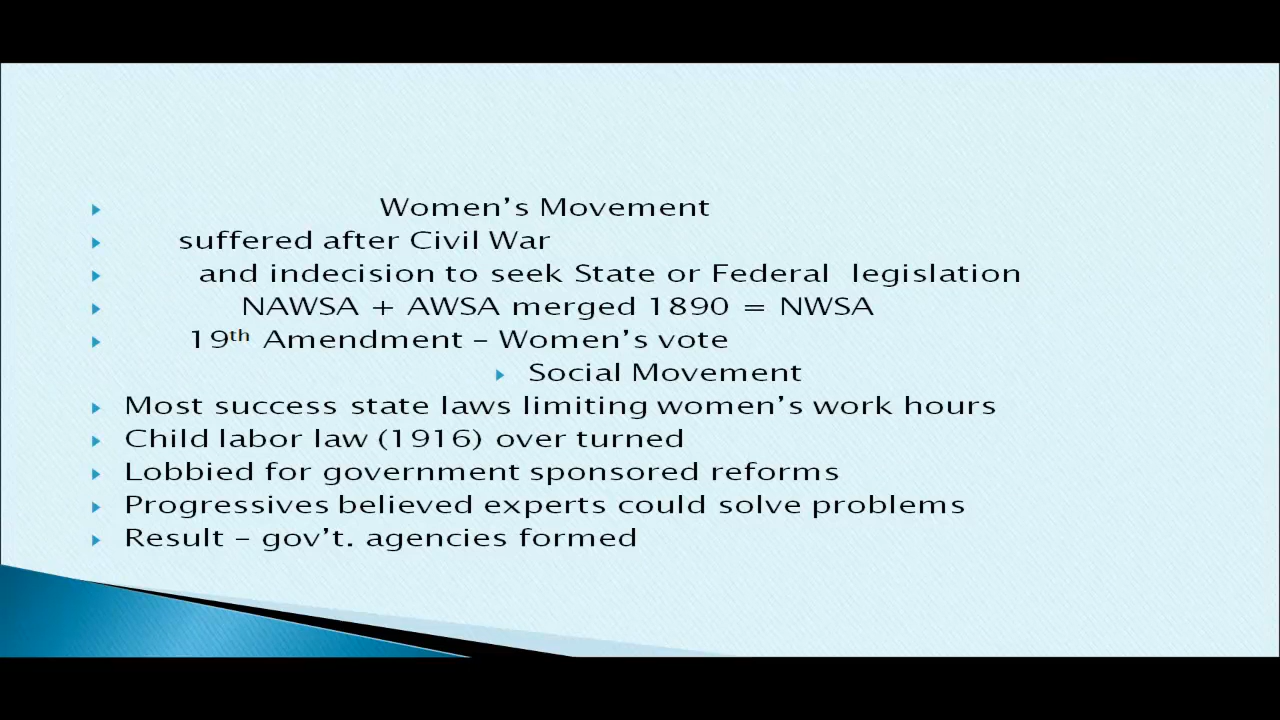 Women's Movement
suffered after Civil War
and indecision to seek State or Federal legislation
NAWSA + AWSA merged 1890 = NWSA
19th Amendment – Women's vote
Social Movement
Most success state laws limiting women's work hours
Child labor law (1916) over turned
Lobbied for government sponsored reforms
Progressives believed experts could solve problems
Result – gov't. agencies formed